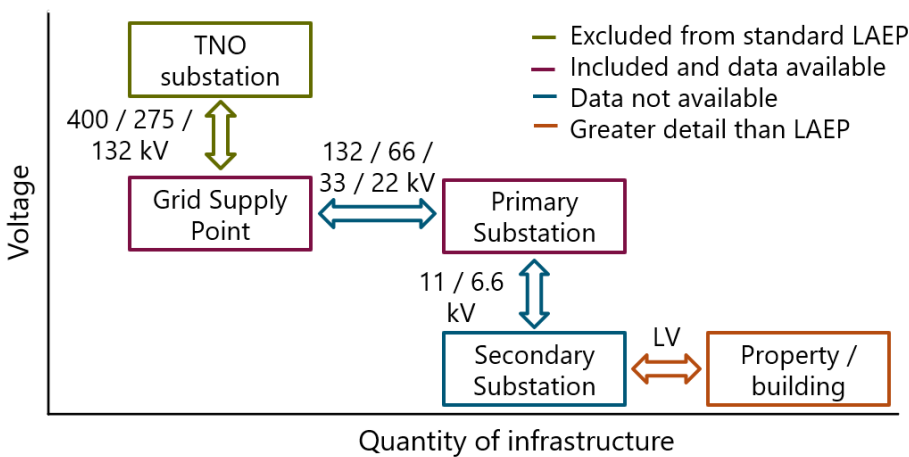 TNO
substation
Excluded from standard LAEP
Included and data available
Data not available
Greater detail than LAEP
400 / 275 /
132 kV
132 / 66 /
33 / 22 kV
Grid Supply
Point
Primary
Substation
11 / 6.6
kV
Secondary
Substation
LV
Property /
building
Voltage
Quantity of infrastructure